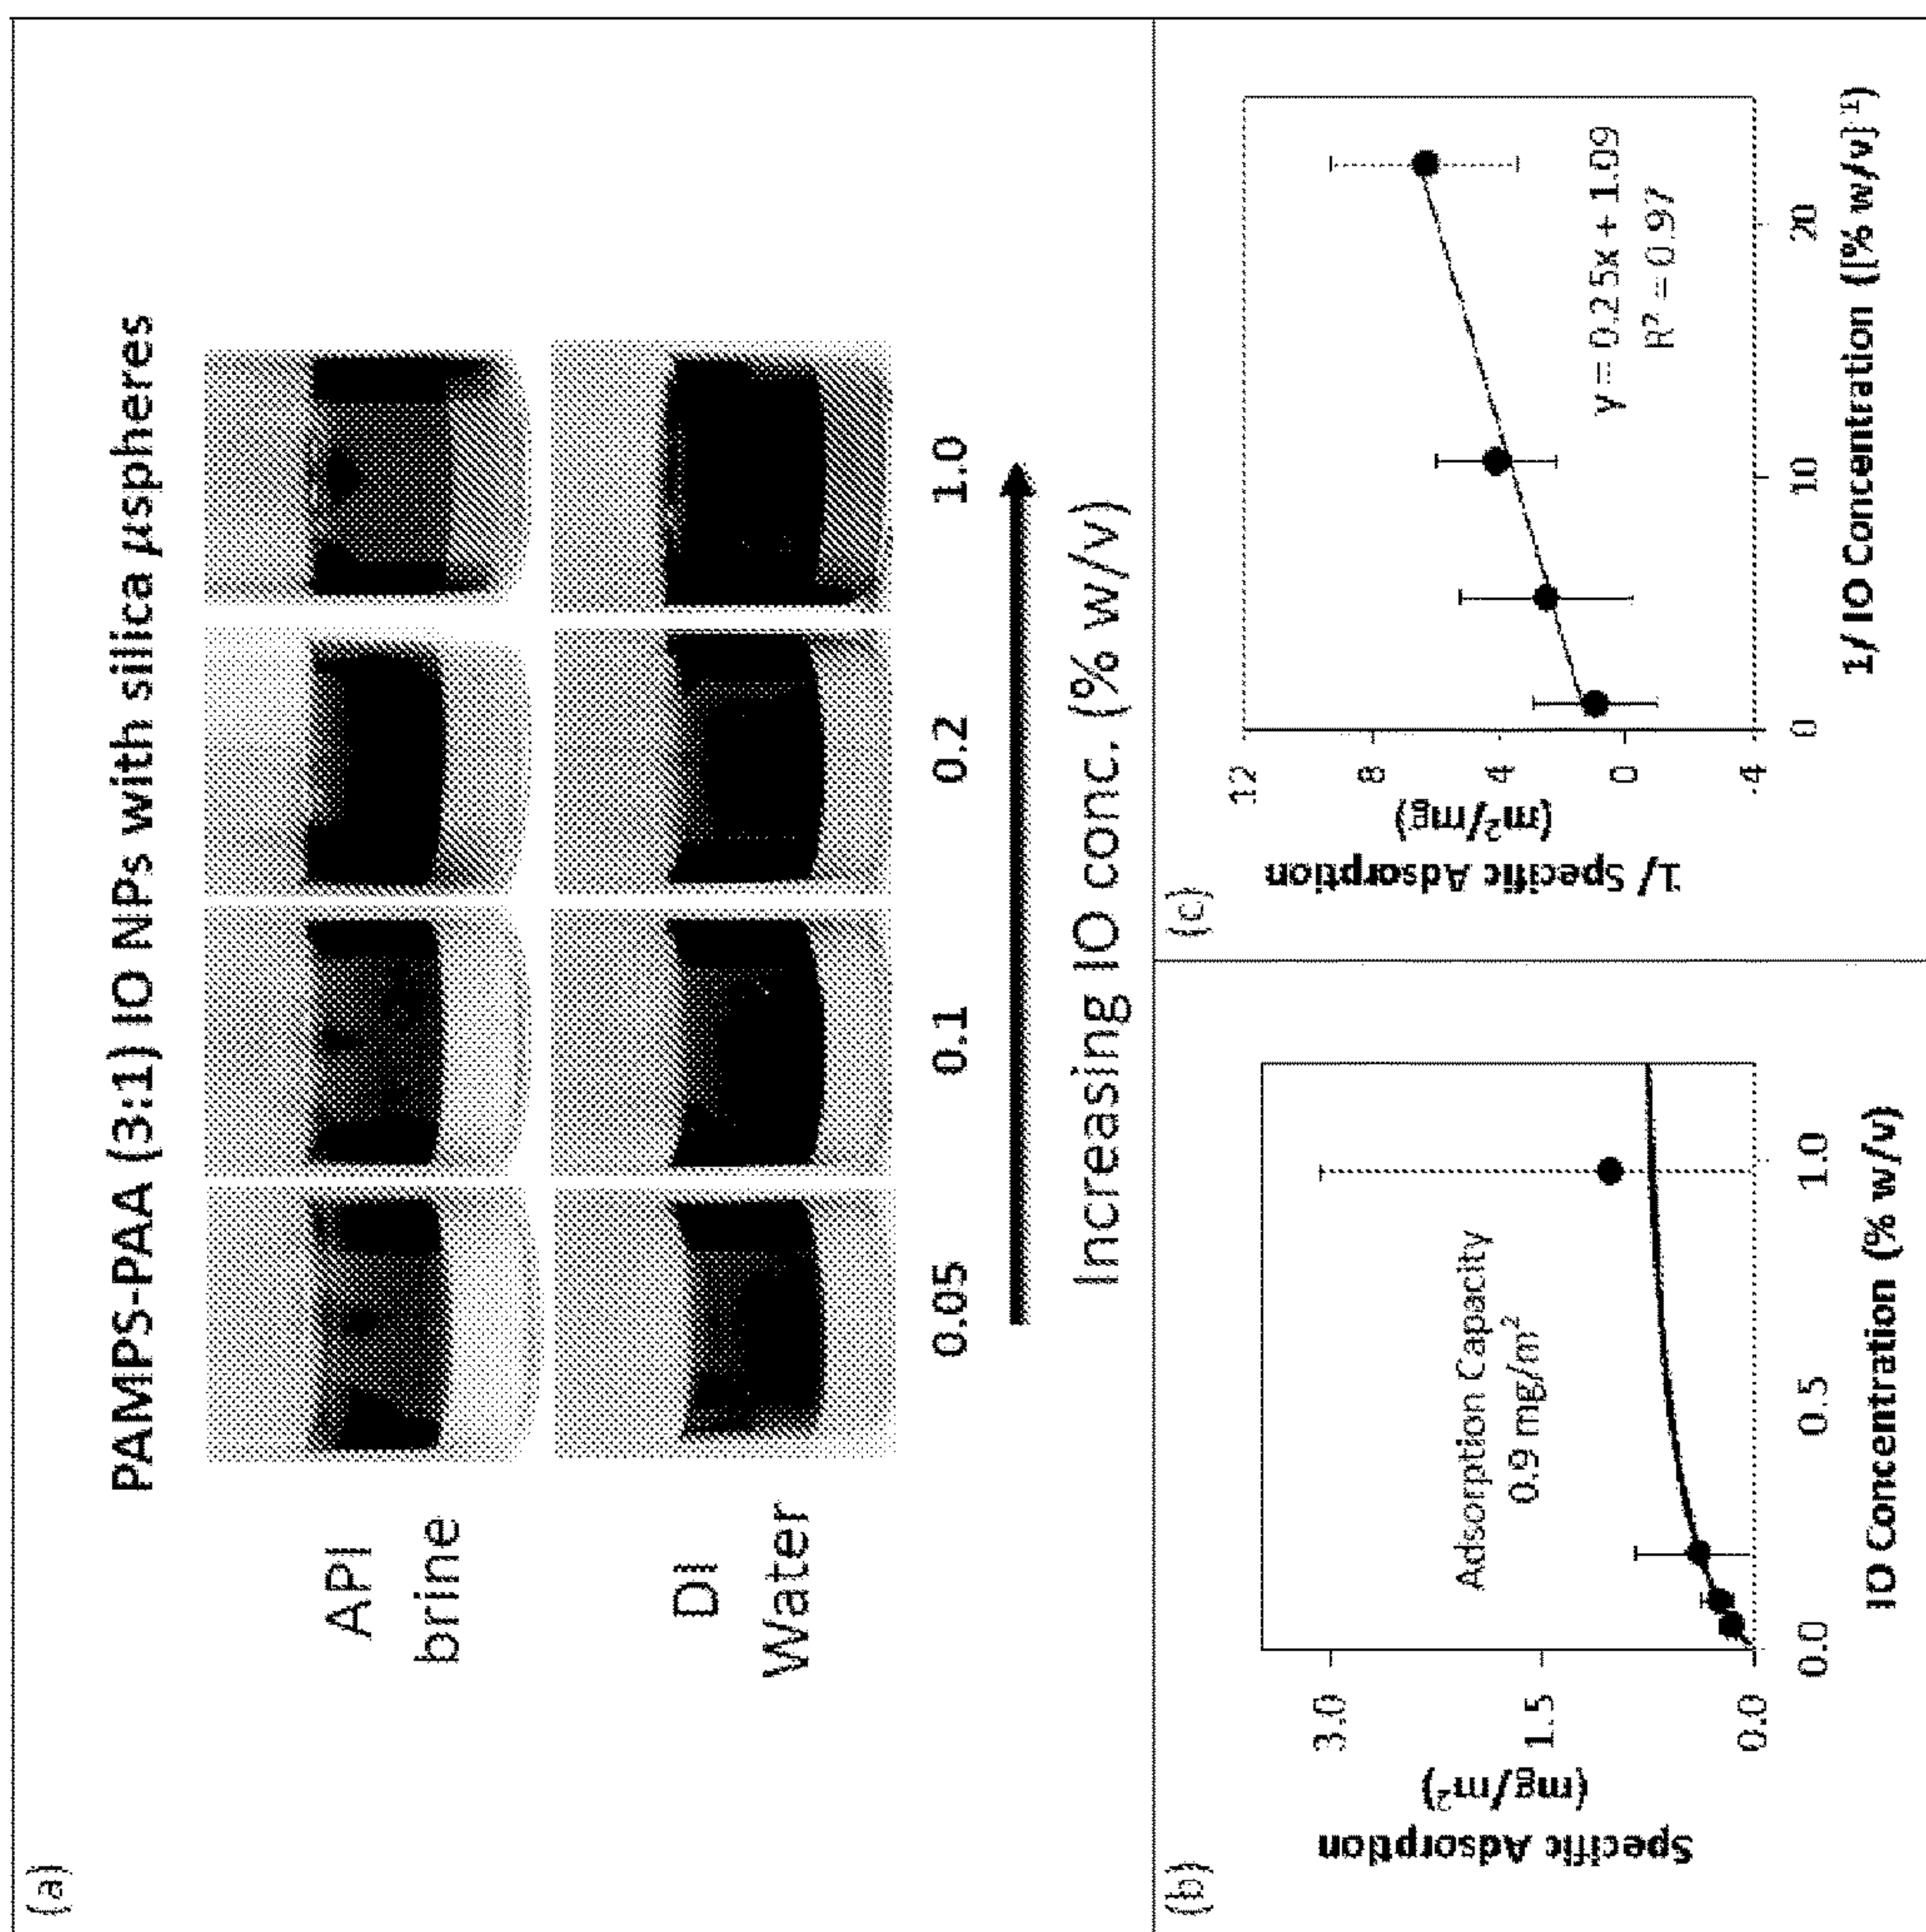 (a)
PAMPS-PAA (3:1) IO NPs with silica µspheres
API
brine
DI
Water
0.05 0.1 0.2 1.0
Increasing IO conc. (% w/v)
(b)
Specific Adsorption
(mg/m²)
3.0
1.5
0.0
Adsorption Capacity
0.9 mg/m²
0.0 0.5 1.0
IO Concentration (% w/v)
(c)
1/ Specific Adsorption
(m²/mg)
12
8
4
0
4
y = 0.25x + 1.09
R² = 0.97
0 10 20
1/ IO Concentration ([% w/v]⁻¹)